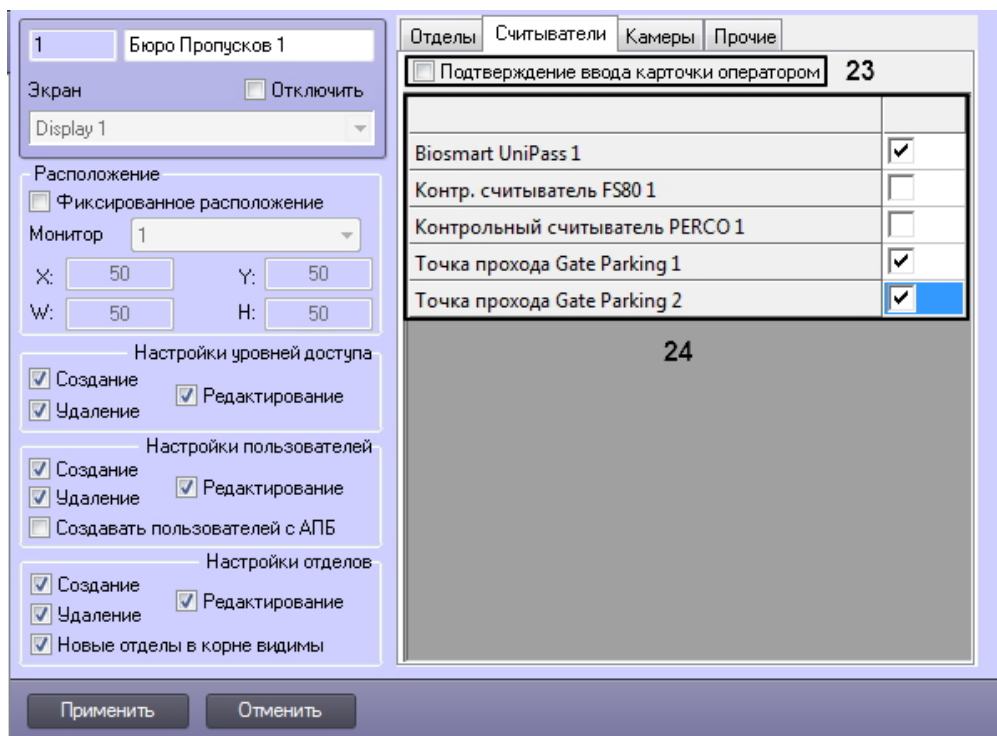 1 Бюро Пропусков 1
Экран Отключить
Display 1
Расположение
Фиксированное расположение
Монитор 1
X: 50 Y: 50
W: 50 H: 50
Настройки уровней доступа
Создание
Редактирование
Удаление
Настройки пользователей
Создание
Редактирование
Удаление
Создавать пользователей с АПБ
Настройки отделов
Создание
Редактирование
Удаление
Новые отделы в корне видимы
Отделы Считыватели Камеры Прочие
Подтверждение ввода карточки оператором 23
Biosmart UniPass 1
Контр. считыватель FS80 1
Контрольный считыватель PERCO 1
Точка прохода Gate Parking 1
Точка прохода Gate Parking 2
24
Применить Отменить